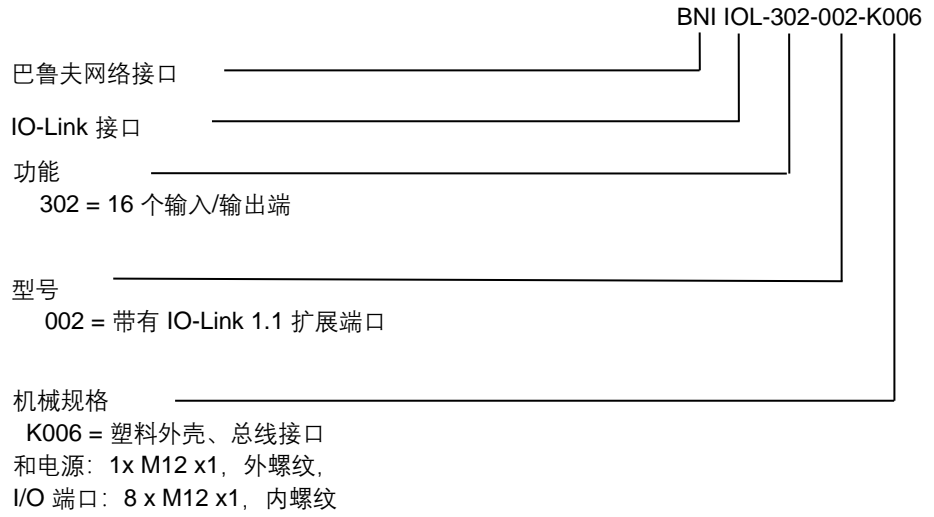 BNI IOL-302-002-K006
巴鲁夫网络接口
IO-Link 接口
功能
302 = 16 个输入/输出端
型号
002 = 带有 IO-Link 1.1 扩展端口
机械规格
K006 = 塑料外壳、总线接口
和电源：1x M12 x1，外螺纹，
I/O 端口：8 x M12 x1，内螺纹